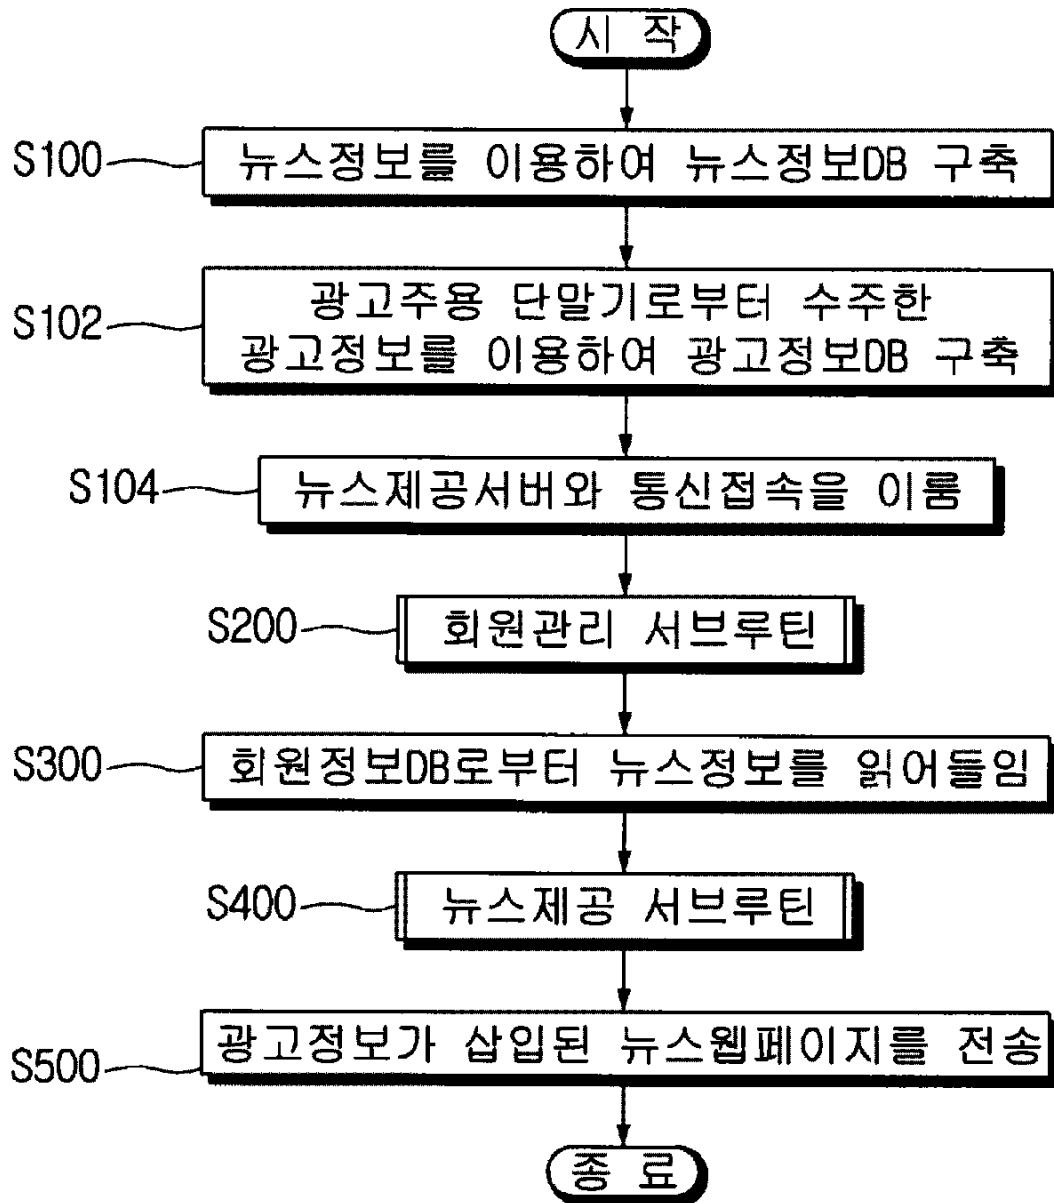 시 작
S100 뉴스정보를 이용하여 뉴스정보DB 구축
S102 광고주용 단말기로부터 수주한
광고정보를 이용하여 광고정보DB 구축
S104 뉴스제공서버와 통신접속을 이룸
S200 회원관리 서브루틴
S300 회원정보DB로부터 뉴스정보를 읽어들임
S400 뉴스제공 서브루틴
S500 광고정보가 삽입된 뉴스웹페이지를 전송
종 료